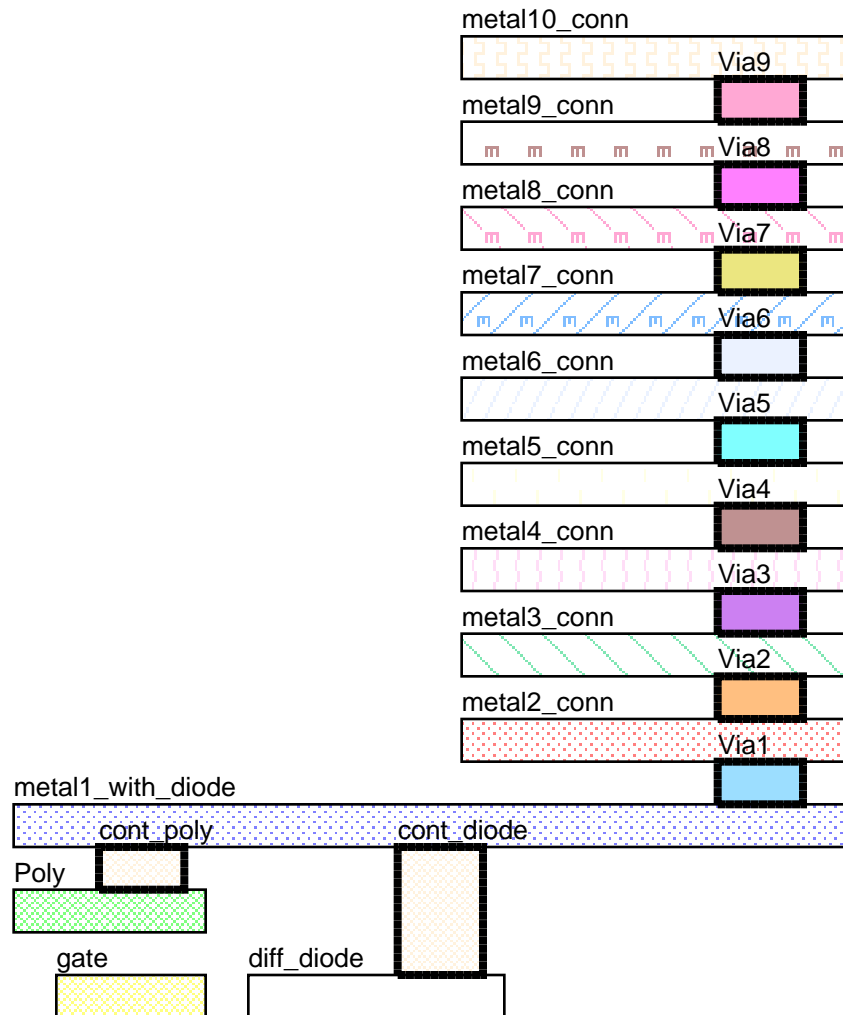 metal10_conn
Via9
metal9_conn
Via8
metal8_conn
Via7
metal7_conn
Via6
metal6_conn
Via5
metal5_conn
Via4
metal4_conn
Via3
metal3_conn
Via2
metal2_conn
Via1
metal1_with_diode
cont_poly cont_diode
Poly
gate diff_diode